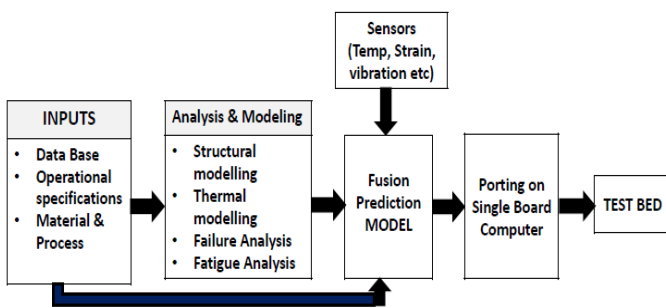 Sensors
(Temp, Strain,
vibration etc)
INPUTS
• Data Base
• Operational
specifications
• Material &
Process
Analysis & Modeling
• Structural
modelling
• Thermal
modelling
• Failure Analysis
• Fatigue Analysis
Fusion
Prediction
MODEL
Porting on
Single Board
Computer
TEST BED